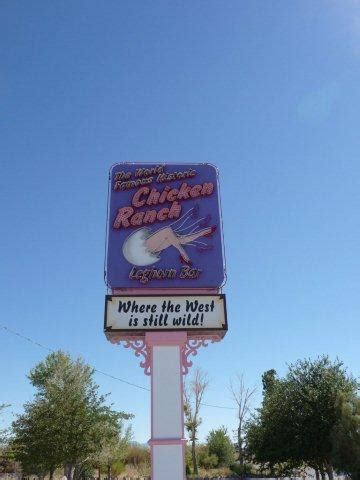 The World
Famous Historic
Chicken
Ranch
Leghorn Bar
Where the West
is still wild!